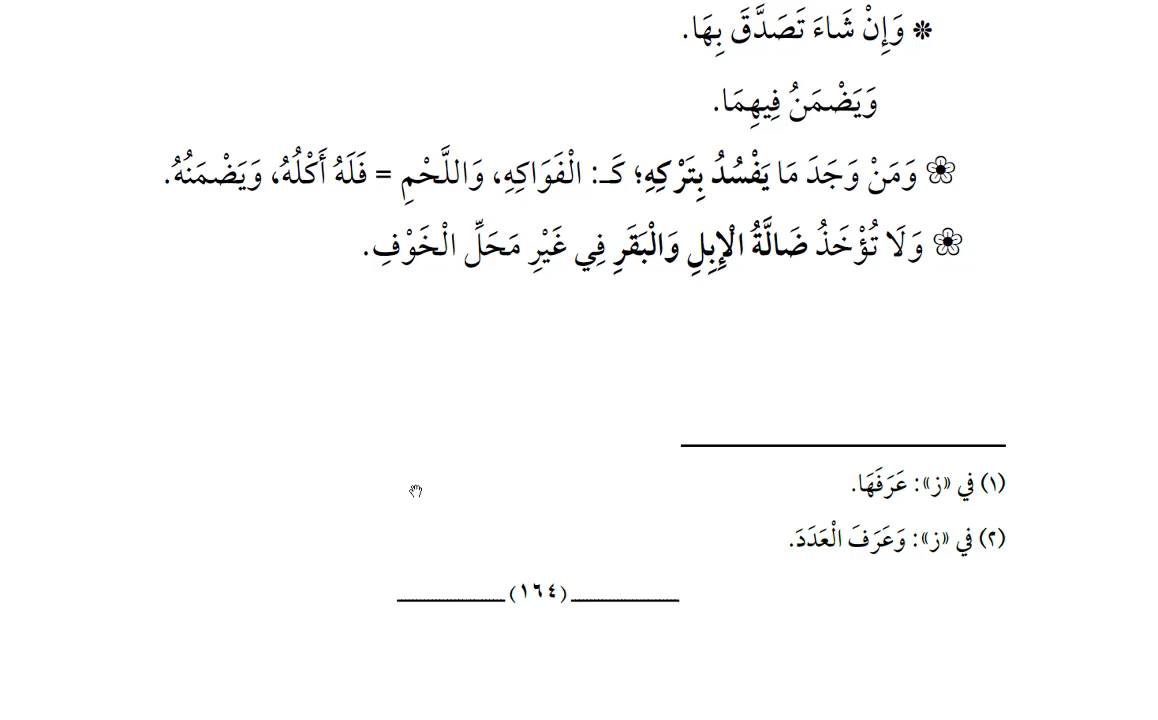 ❋ وَإِنْ شَاءَ تَصَدَّقَ بِهَا.
وَيَضْمَنُ فِيهِمَا.
❀ وَمَنْ وَجَدَ مَا يَفْسُدُ بِتَرْكِهِ؛ كَـ: الْفَوَاكِهِ، وَاللَّحْمِ = فَلَهُ أَكْلُهُ، وَيَضْمَنُهُ.
❀ وَلَا تُؤْخَذُ ضَالَّةُ الْإِبِلِ وَالْبَقَرِ فِي غَيْرِ مَحَلِّ الْخَوْفِ.
(١) في «ز»: عَرَفَهَا.
(٢) في «ز»: وَعَرَفَ الْعَدَدَ.
(١٦٤)